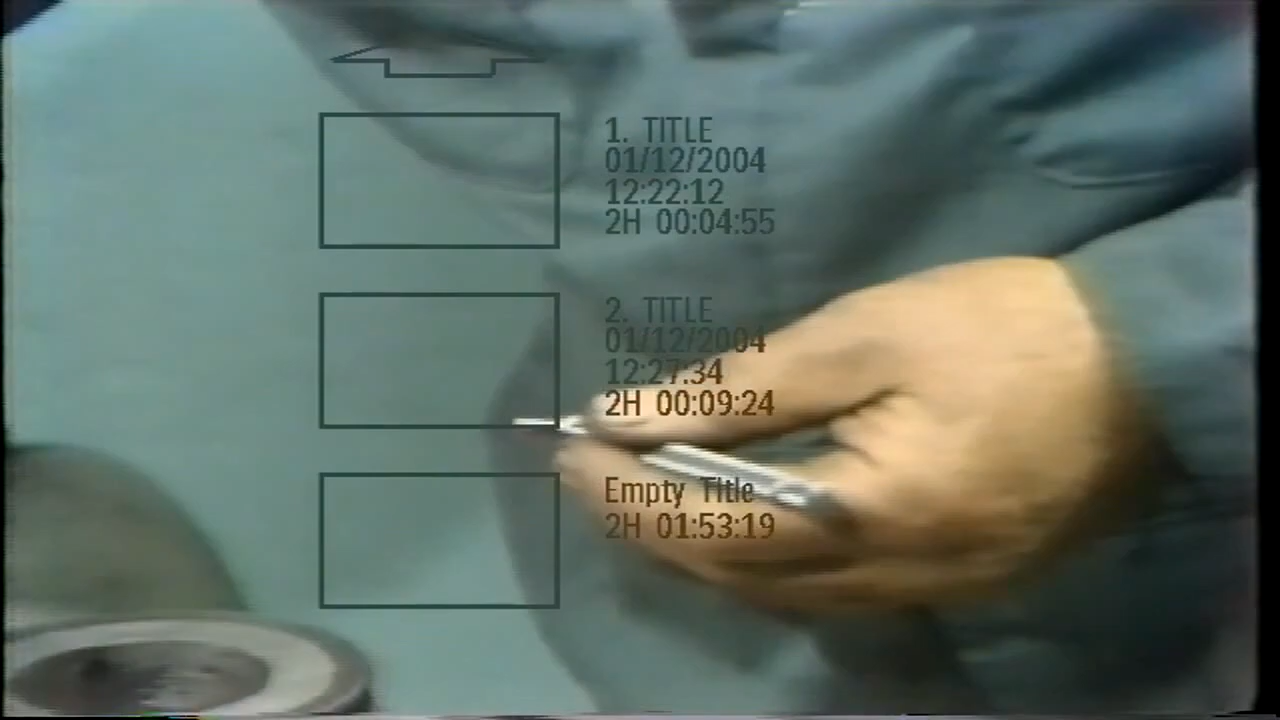 1. TITLE
01/12/2004
12:22:12
2H 00:04:55
2. TITLE
01/12/2004
12:27:34
2H 00:09:24
Empty Title
2H 01:53:19